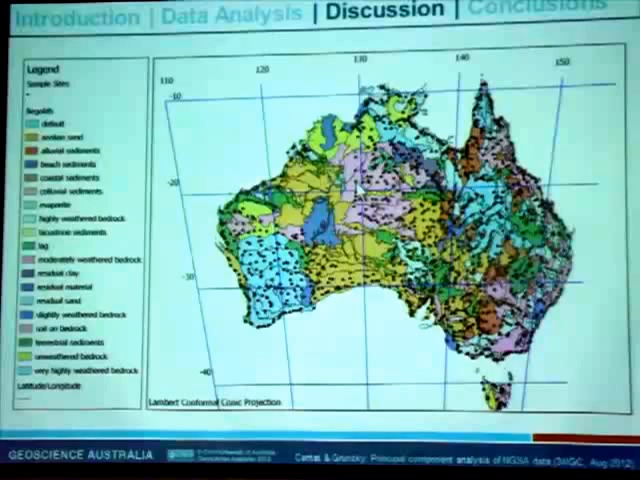 Introduction | Data Analysis | Discussion | Conclusions
Legend
Sample Sites
Regolith
default
aeolian sand
alluvial sediments
beach sediments
coastal sediments
colluvial sediments
evaporite
highly weathered bedrock
lacustrine sediments
lag
moderately weathered bedrock
residual clay
residual material
residual sand
slightly weathered bedrock
soil on bedrock
terrestrial sediments
unweathered bedrock
very highly weathered bedrock
Latitude/Longitude
110
120
130
140
150
-10
-20
-30
-40
Lambert Conformal Conic Projection
GEOSCIENCE AUSTRALIA
© Commonwealth of Australia
Principal component analysis of NGSA data (34IGC, Aug 2012)